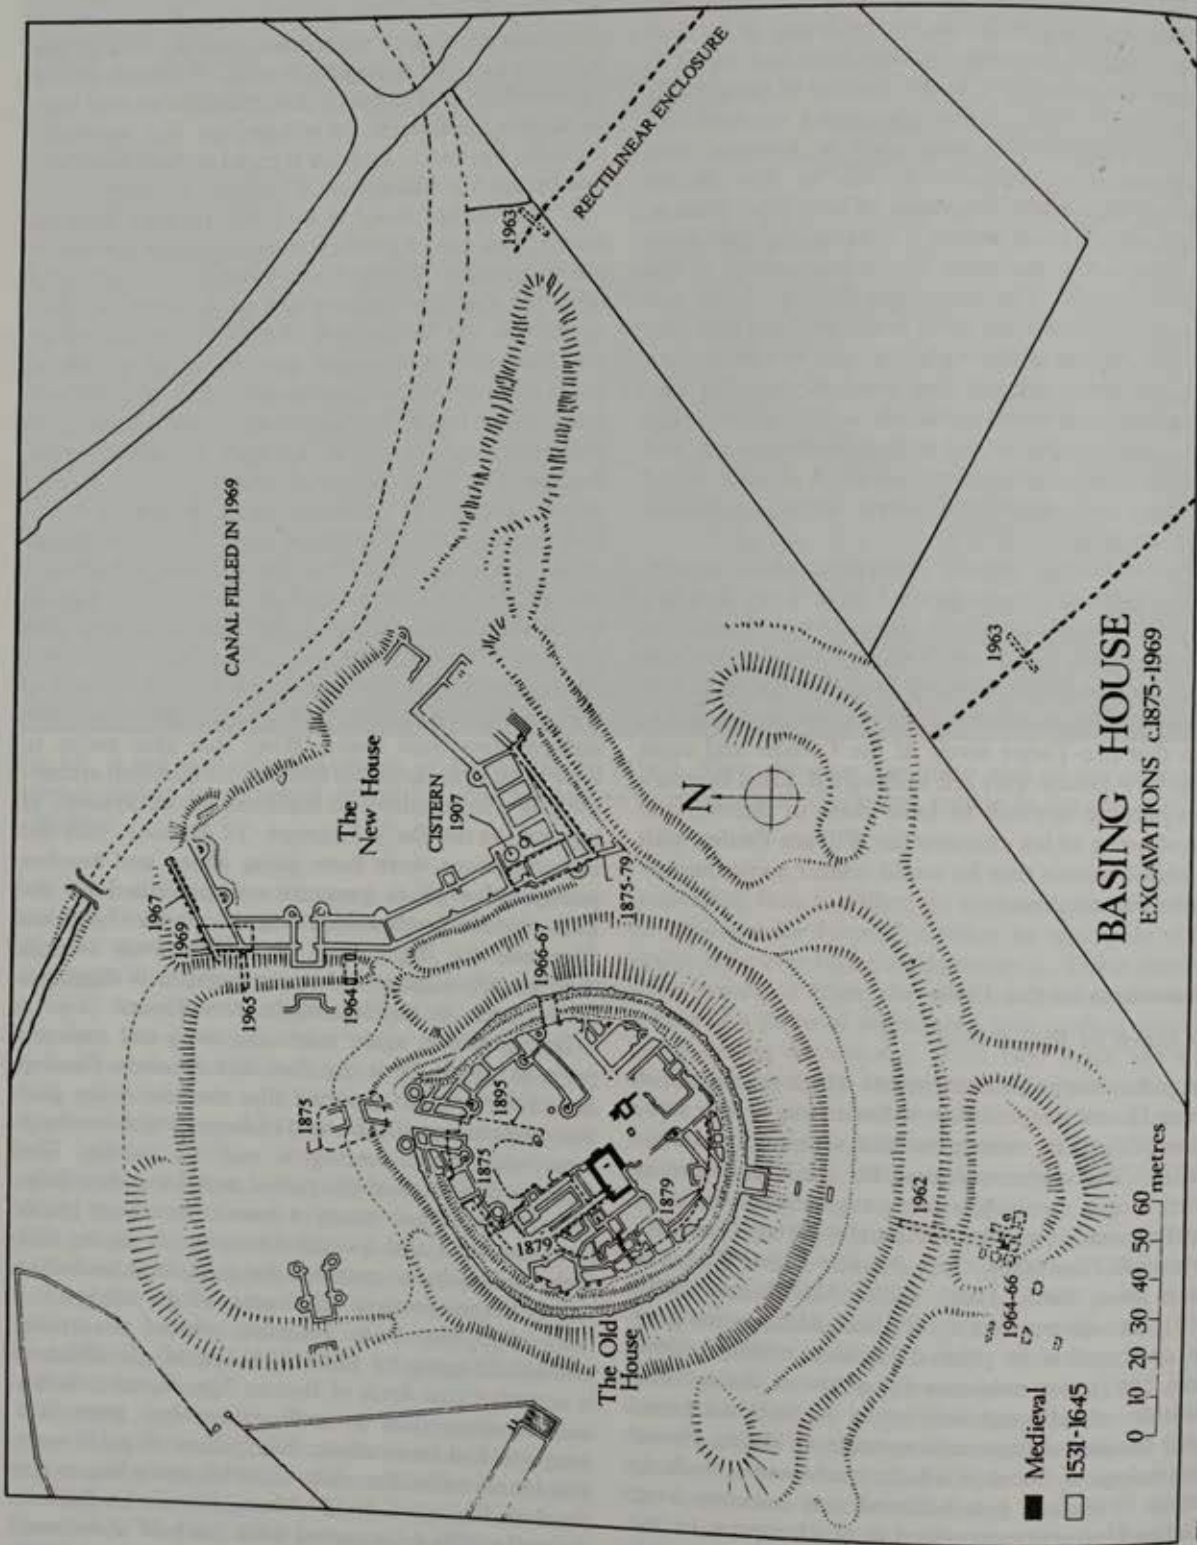 RECTILINEAR ENCLOSURE
1963
CANAL FILLED IN 1969
1967
1969
1965
1964
The
New House
CISTERN
1907
1875-79
1966-67
1875
1895
1875
1879
1879
The Old
House
N
1963
1962
1964-66
BASING HOUSE
EXCAVATIONS c.1875-1969
Medieval
1531-1645
0 10 20 30 40 50 60
metres